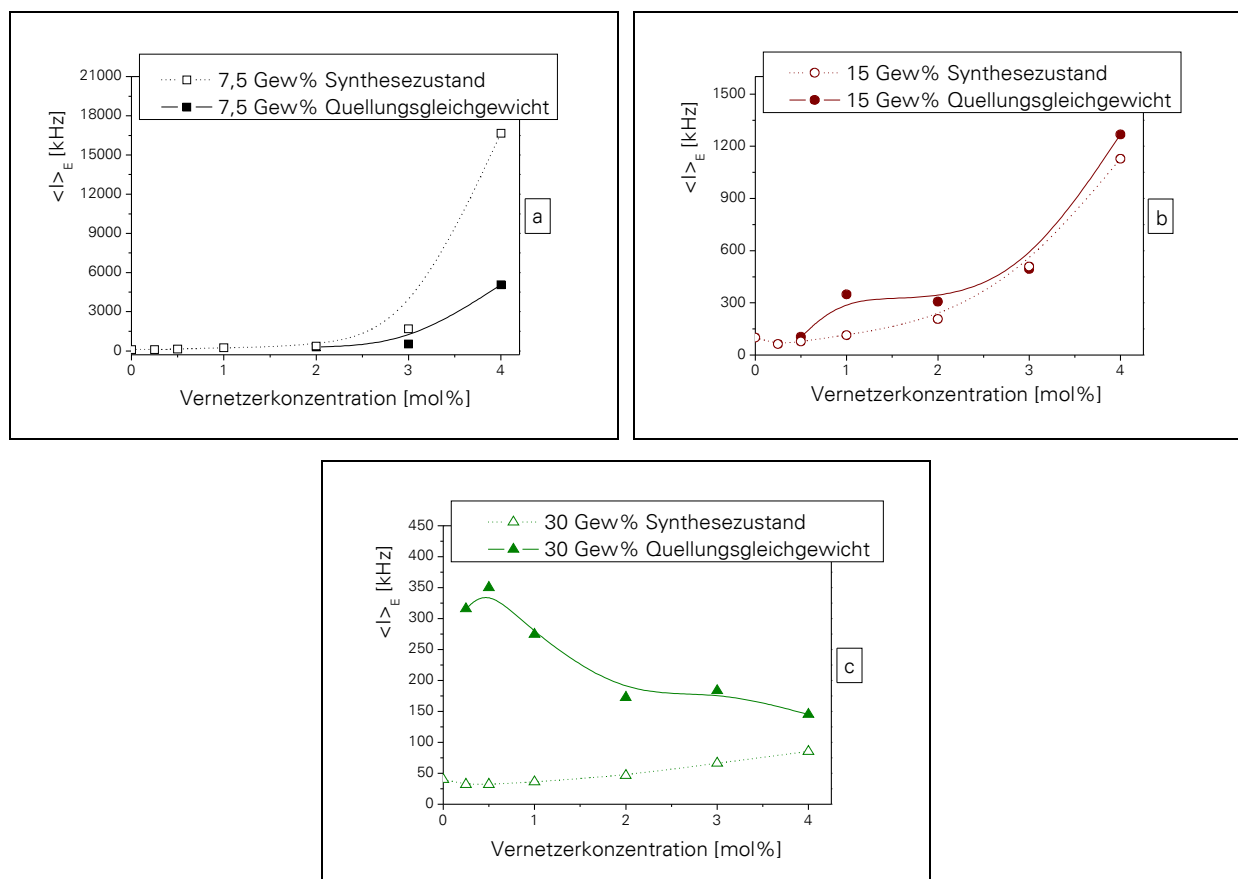 7,5 Gew% Synthesezustand
7,5 Gew% Quellungsgleichgewicht
21000
18000
15000
12000
9000
6000
3000
0
<I>E [kHz]
0 1 2 3 4
Vernetzerkonzentration [mol%]
a
15 Gew% Synthesezustand
15 Gew% Quellungsgleichgewicht
1500
1200
900
600
300
0
<I>E [kHz]
0 1 2 3 4
Vernetzerkonzentration [mol%]
b
30 Gew% Synthesezustand
30 Gew% Quellungsgleichgewicht
450
400
350
300
250
200
150
100
50
0
<I>E [kHz]
0 1 2 3 4
Vernetzerkonzentration [mol%]
c